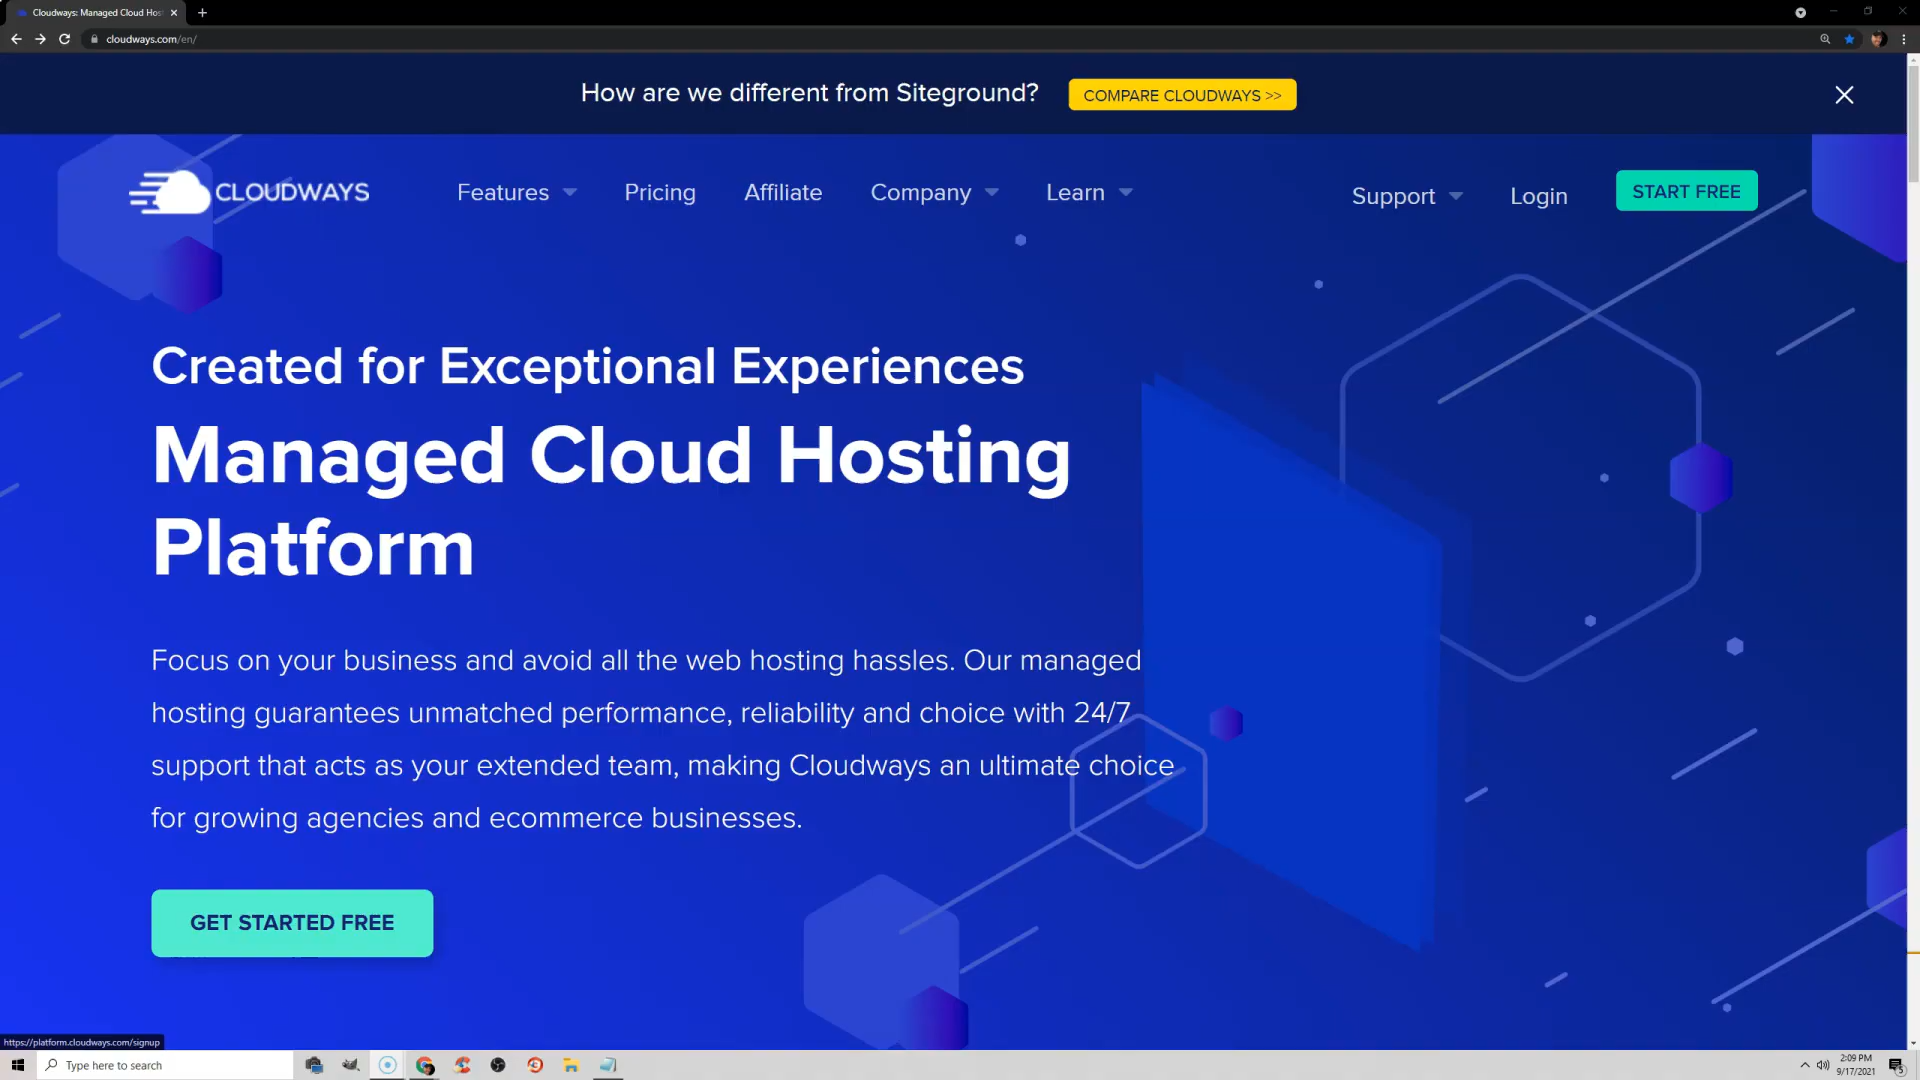 Cloudways: Managed Cloud Hos
cloudways.com/en/
How are we different from Siteground?
COMPARE CLOUDWAYS >>
CLOUDWAYS
Features
Pricing
Affiliate
Company
Learn
Support
Login
START FREE
Created for Exceptional Experiences
Managed Cloud Hosting
Platform
Focus on your business and avoid all the web hosting hassles. Our managed
hosting guarantees unmatched performance, reliability and choice with 24/7
support that acts as your extended team, making Cloudways an ultimate choice
for growing agencies and ecommerce businesses.
GET STARTED FREE
https://platform.cloudways.com/signup
Type here to search
2:09 PM
9/17/2021
5